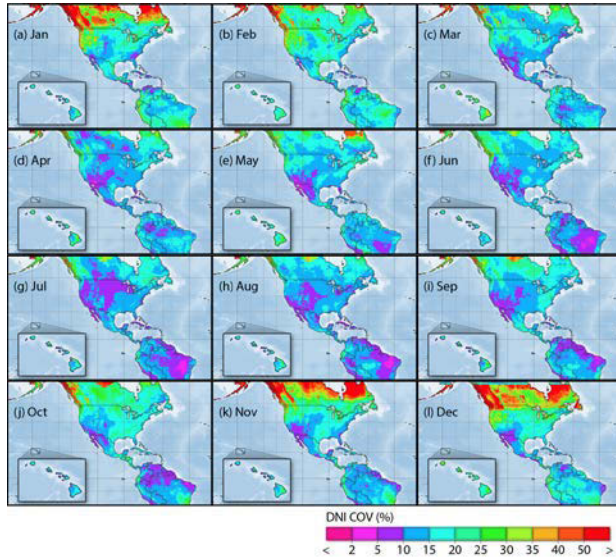 (a) Jan
(b) Feb
(c) Mar
(d) Apr
(e) May
(f) Jun
(g) Jul
(h) Aug
(i) Sep
(j) Oct
(k) Nov
(l) Dec
DNI COV (%)
< 2 5 10 15 20 25 30 35 40 50 >